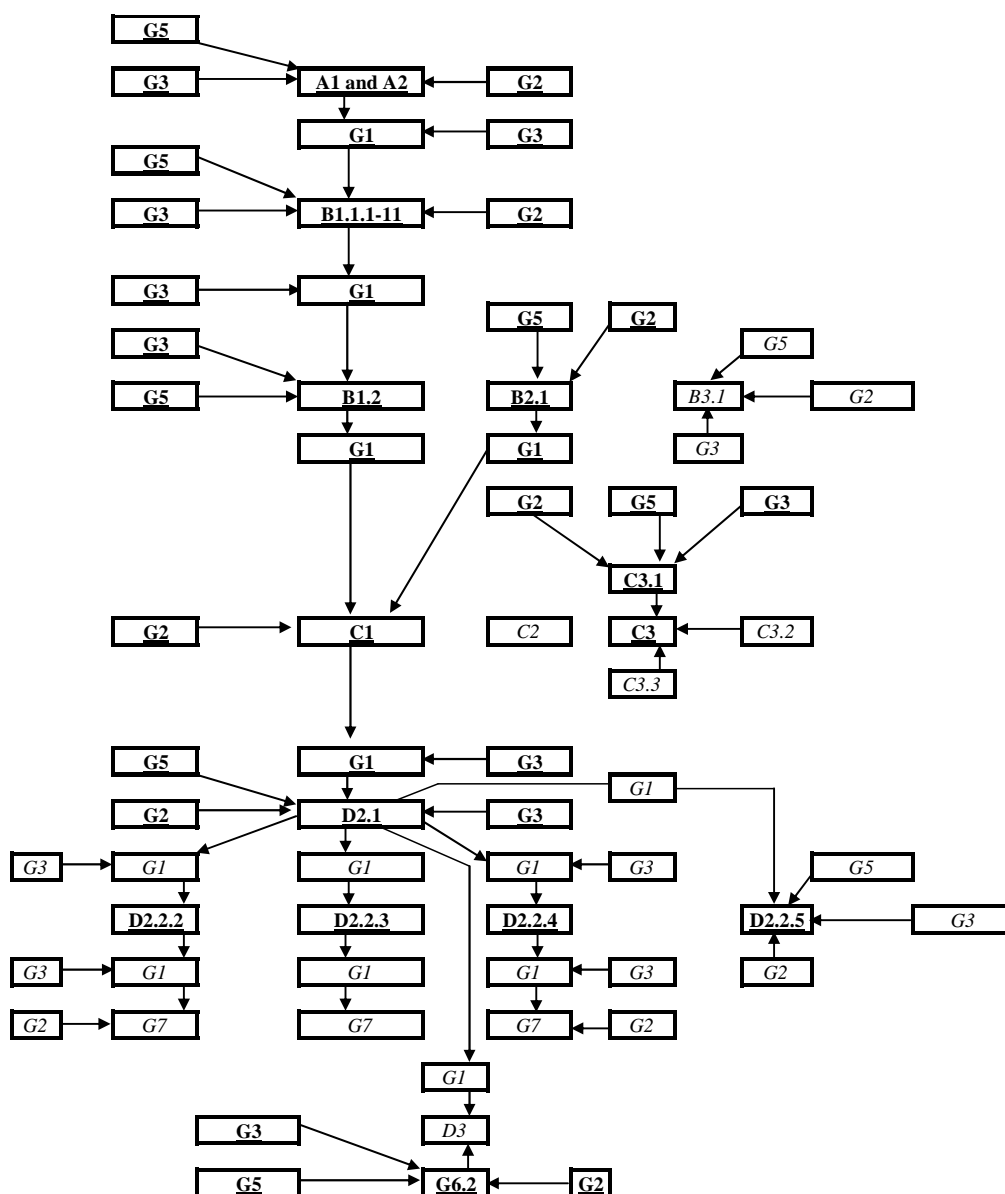 G5
G3 A1 and A2 G2
G1 G3
G5
G3 B1.1.1-11 G2
G3 G1
G5 G2
G3 G5
G5 B1.2 B2.1 B3.1 G2
G1 G1 G3
G2 G5 G3
C3.1
G2 C1 C2 C3 C3.2
C3.3
G5 G1 G3
G1
G2 D2.1 G3
G3 G1 G1 G1 G3 G5
D2.2.2 D2.2.3 D2.2.4 D2.2.5 G3
G3 G1 G1 G1 G3 G2
G2 G7 G7 G7 G2
G1
G3 D3
G5 G6.2 G2